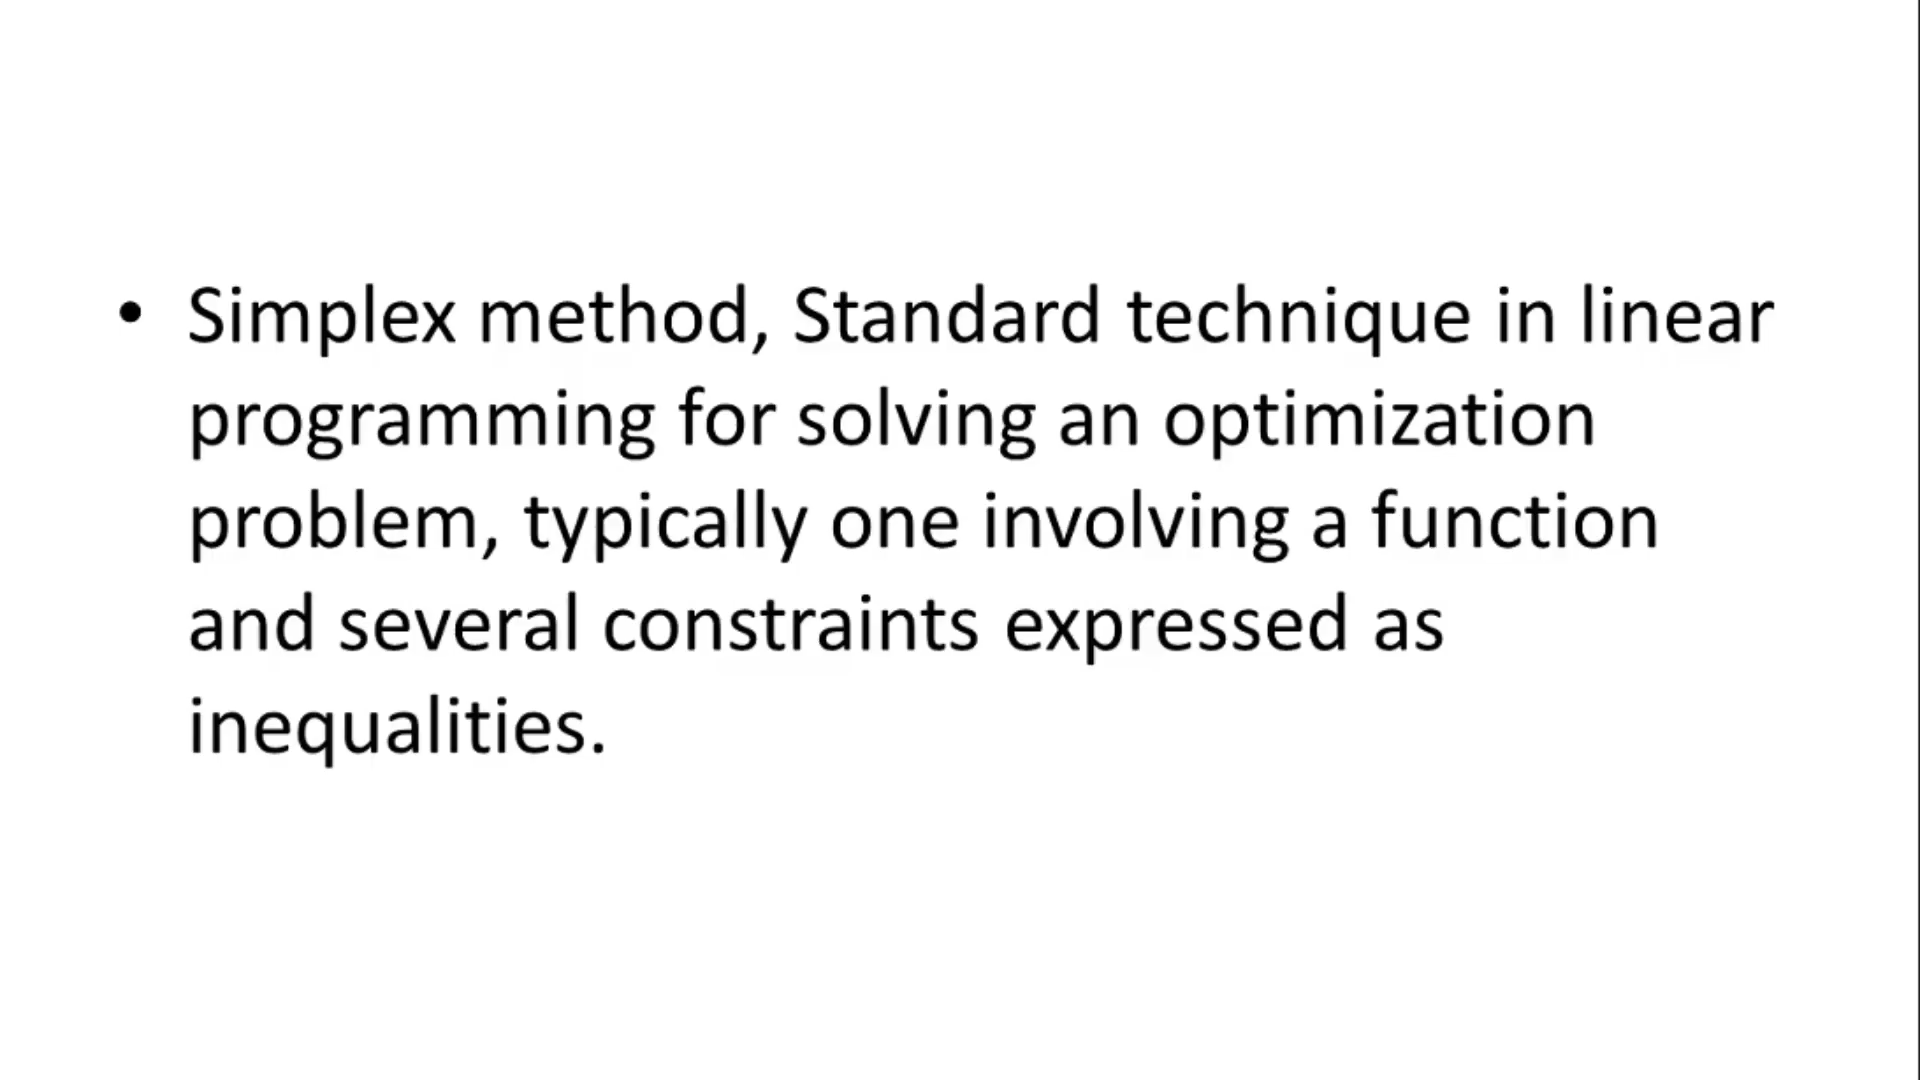 • Simplex method, Standard technique in linear
programming for solving an optimization
problem, typically one involving a function
and several constraints expressed as
inequalities.